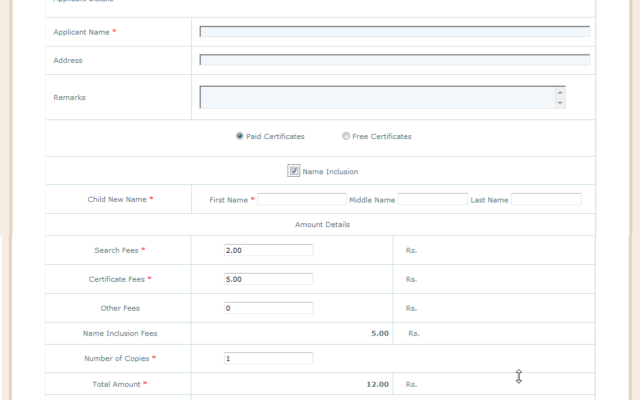 Applicant Details
Applicant Name *
Address
Remarks
Paid Certificates Free Certificates
Name Inclusion
Child New Name * First Name * Middle Name Last Name
Amount Details
Search Fees * 2.00 Rs.
Certificate Fees * 5.00 Rs.
Other Fees 0 Rs.
Name Inclusion Fees 5.00 Rs.
Number of Copies * 1
Total Amount * 12.00 Rs.